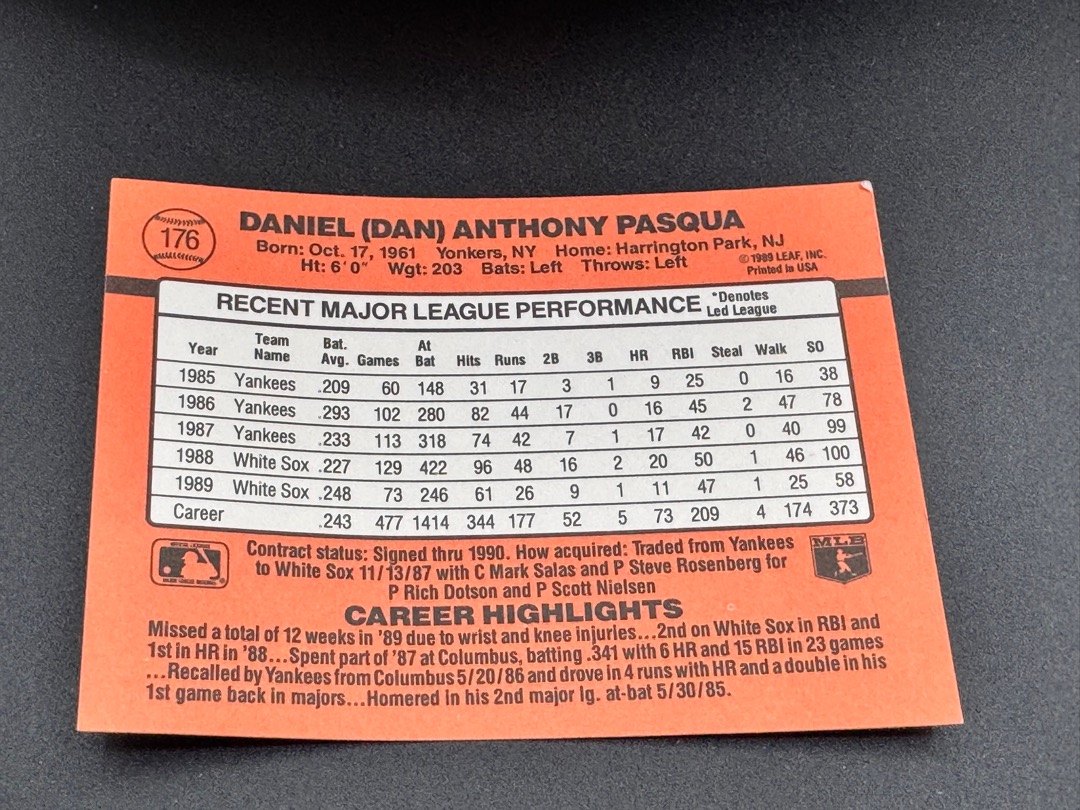 176
DANIEL (DAN) ANTHONY PASQUA
Born: Oct. 17, 1961 Yonkers, NY Home: Harrington Park, NJ
Ht: 6' 0" Wgt: 203 Bats: Left Throws: Left
© 1989 LEAF, INC.
Printed in USA
RECENT MAJOR LEAGUE PERFORMANCE
*Denotes
Led League
Year Team Name Bat. Avg. Games At Bat Hits Runs 2B 3B HR RBI Steal Walk SO
1985 Yankees .209 60 148 31 17 3 1 9 25 0 16 38
1986 Yankees .293 102 280 82 44 17 0 16 45 2 47 78
1987 Yankees .233 113 318 74 42 7 1 17 42 0 40 99
1988 White Sox .227 129 422 96 48 16 2 20 50 1 46 100
1989 White Sox .248 73 246 61 26 9 1 11 47 1 25 58
Career .243 477 1414 344 177 52 5 73 209 4 174 373
Contract status: Signed thru 1990. How acquired: Traded from Yankees
to White Sox 11/13/87 with C Mark Salas and P Steve Rosenberg for
P Rich Dotson and P Scott Nielsen
MLB
CAREER HIGHLIGHTS
Missed a total of 12 weeks in '89 due to wrist and knee injuries...2nd on White Sox in RBI and
1st in HR in '88...Spent part of '87 at Columbus, batting .341 with 6 HR and 15 RBI in 23 games
...Recalled by Yankees from Columbus 5/20/86 and drove in 4 runs with HR and a double in his
1st game back in majors...Homered in his 2nd major lg. at-bat 5/30/85.